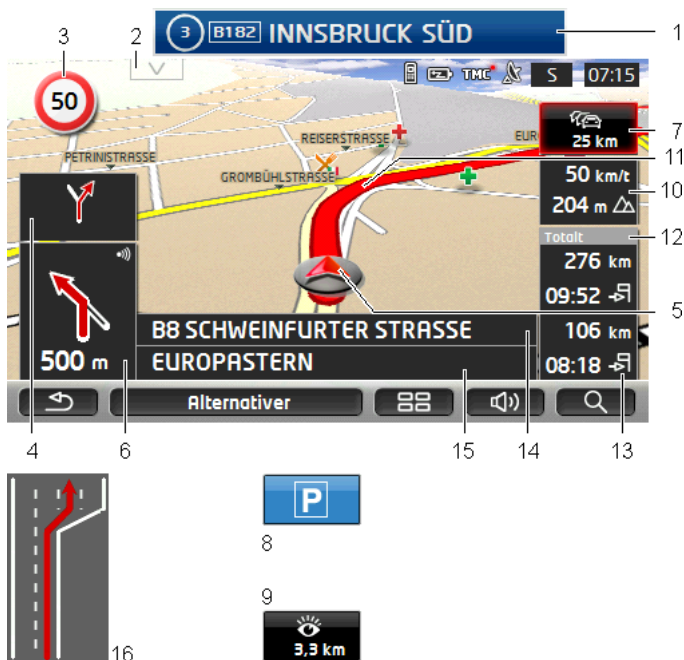 3 B182 INNSBRUCK SÜD
1
3
2
TMC S 07:15
50
7
25 km
REISERSTRASSE
EUR
11
PETRINISTRASSE
GROMBÜHLSTRASSE
50 km/t
10
204 m
Totalt
12
276 km
09:52
5
B8 SCHWEINFURTER STRASSE
106 km
500 m
EUROPASTERN
08:18
Alternativer
4
6
15
14
13
P
8
9
3,3 km
16